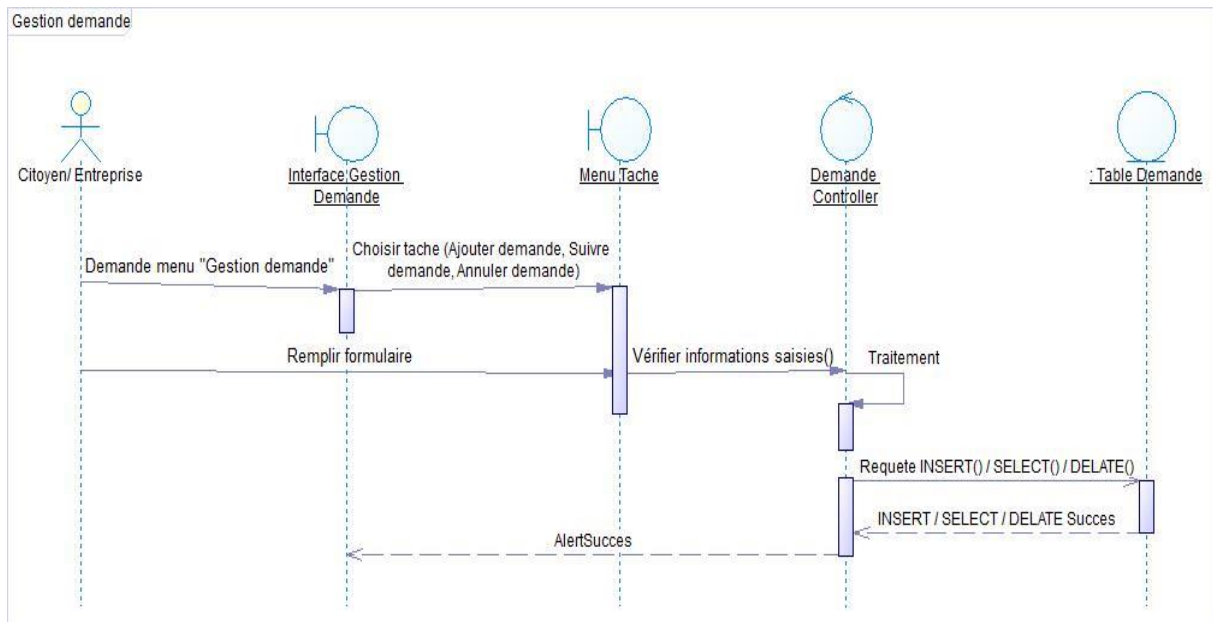 Gestion demande
Citoyen/ Entreprise
Interface Gestion
Demande
Menu Tache
Demande
Controller
: Table Demande
Demande menu "Gestion demande"
Choisir tache (Ajouter demande, Suivre
demande, Annuler demande)
Remplir formulaire
Vérifier informations saisies()
Traitement
Requete INSERT() / SELECT() / DELATE()
INSERT / SELECT / DELATE Succes
AlertSucces